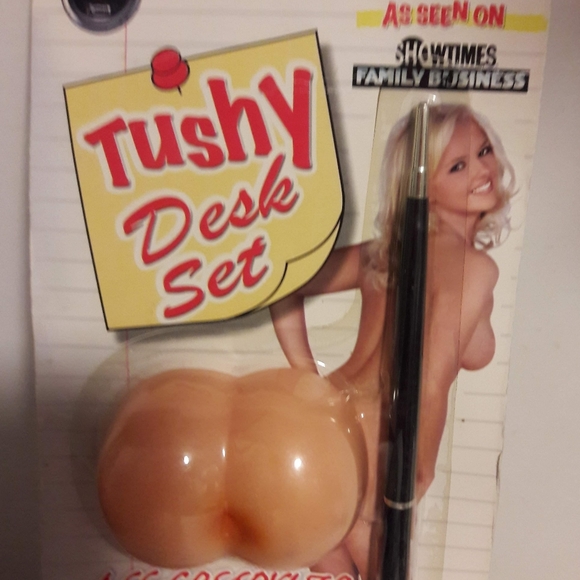 AS SEEN ON
SHOWTIMES
FAMILY BUSINESS
Tushy
Desk
Set